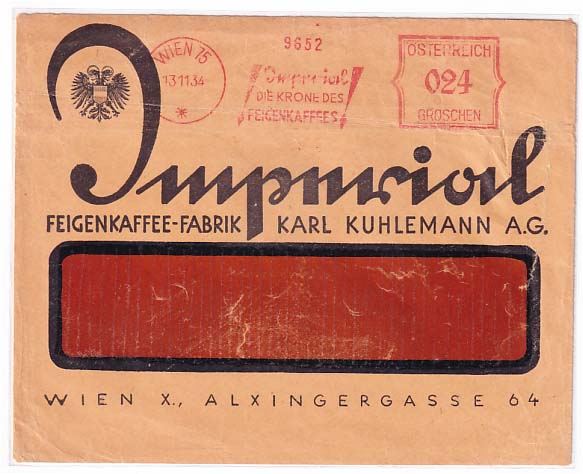 WIEN 75
13 11 34
*
9652
Imperial
DIE KRONE DES
FEIGENKAFFEES
ÖSTERREICH
024
GROSCHEN
Imperial
FEIGENKAFFEE-FABRIK KARL KUHLEMANN A.G.
WIEN X., ALXINGERGASSE 64